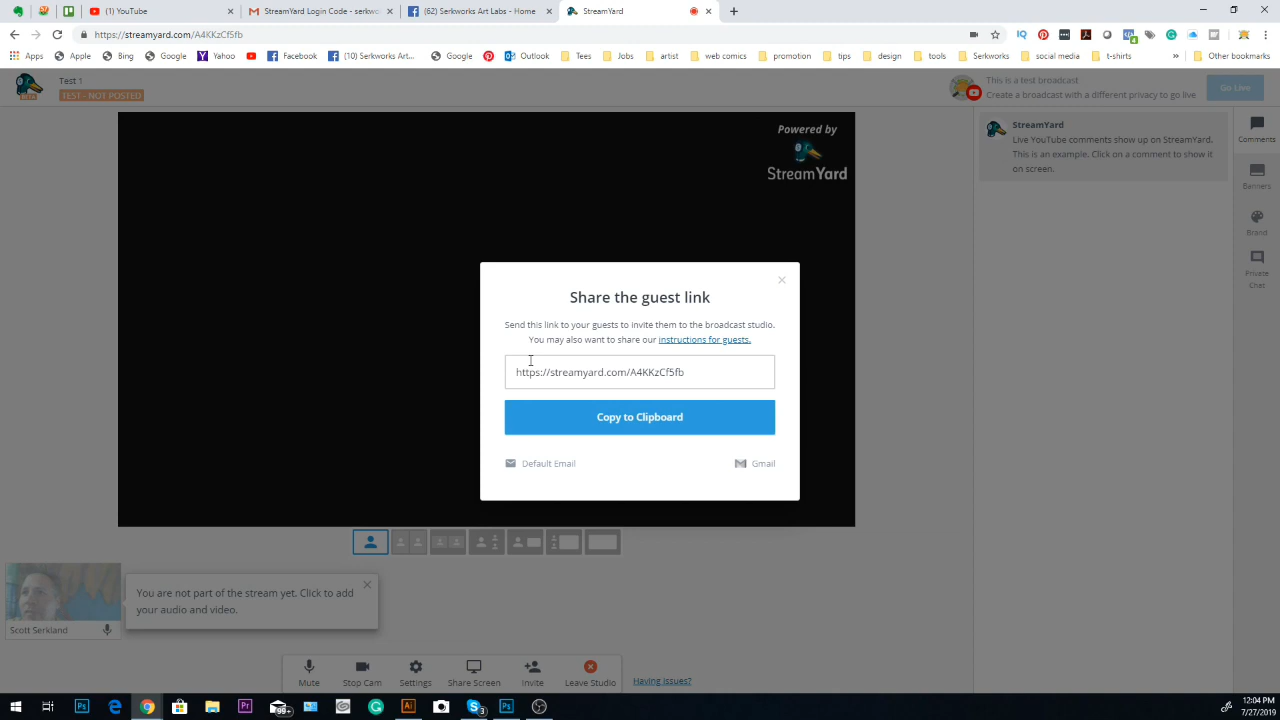 (1) YouTube
StreamYard Login Code - serkwo
(62) Serkworks Art Labs - Home
StreamYard
https://streamyard.com/A4KKzCf5fb
Apps
Apple
Bing
Google
Yahoo
Facebook
(10) Serkworks Art...
Google
Outlook
Tees
Jobs
artist
web comics
promotion
tips
design
tools
Serkworks
social media
t-shirts
»
Other bookmarks
BETA
Test 1
TEST - NOT POSTED
This is a test broadcast
Create a broadcast with a different privacy to go live.
Go Live
Powered by
StreamYard
StreamYard
Live YouTube comments show up on StreamYard.
This is an example. Click on a comment to show it
on screen.
Comments
Banners
Brand
Private
Chat
Share the guest link
Send this link to your guests to invite them to the broadcast studio.
You may also want to share our instructions for guests.
https://streamyard.com/A4KKzCf5fb
Copy to Clipboard
Default Email
Gmail
You are not part of the stream yet. Click to add
your audio and video.
Scott Serkland
Mute
Stop Cam
Settings
Share Screen
Invite
Leave Studio
Having issues?
99+
3
12:04 PM
7/27/2019